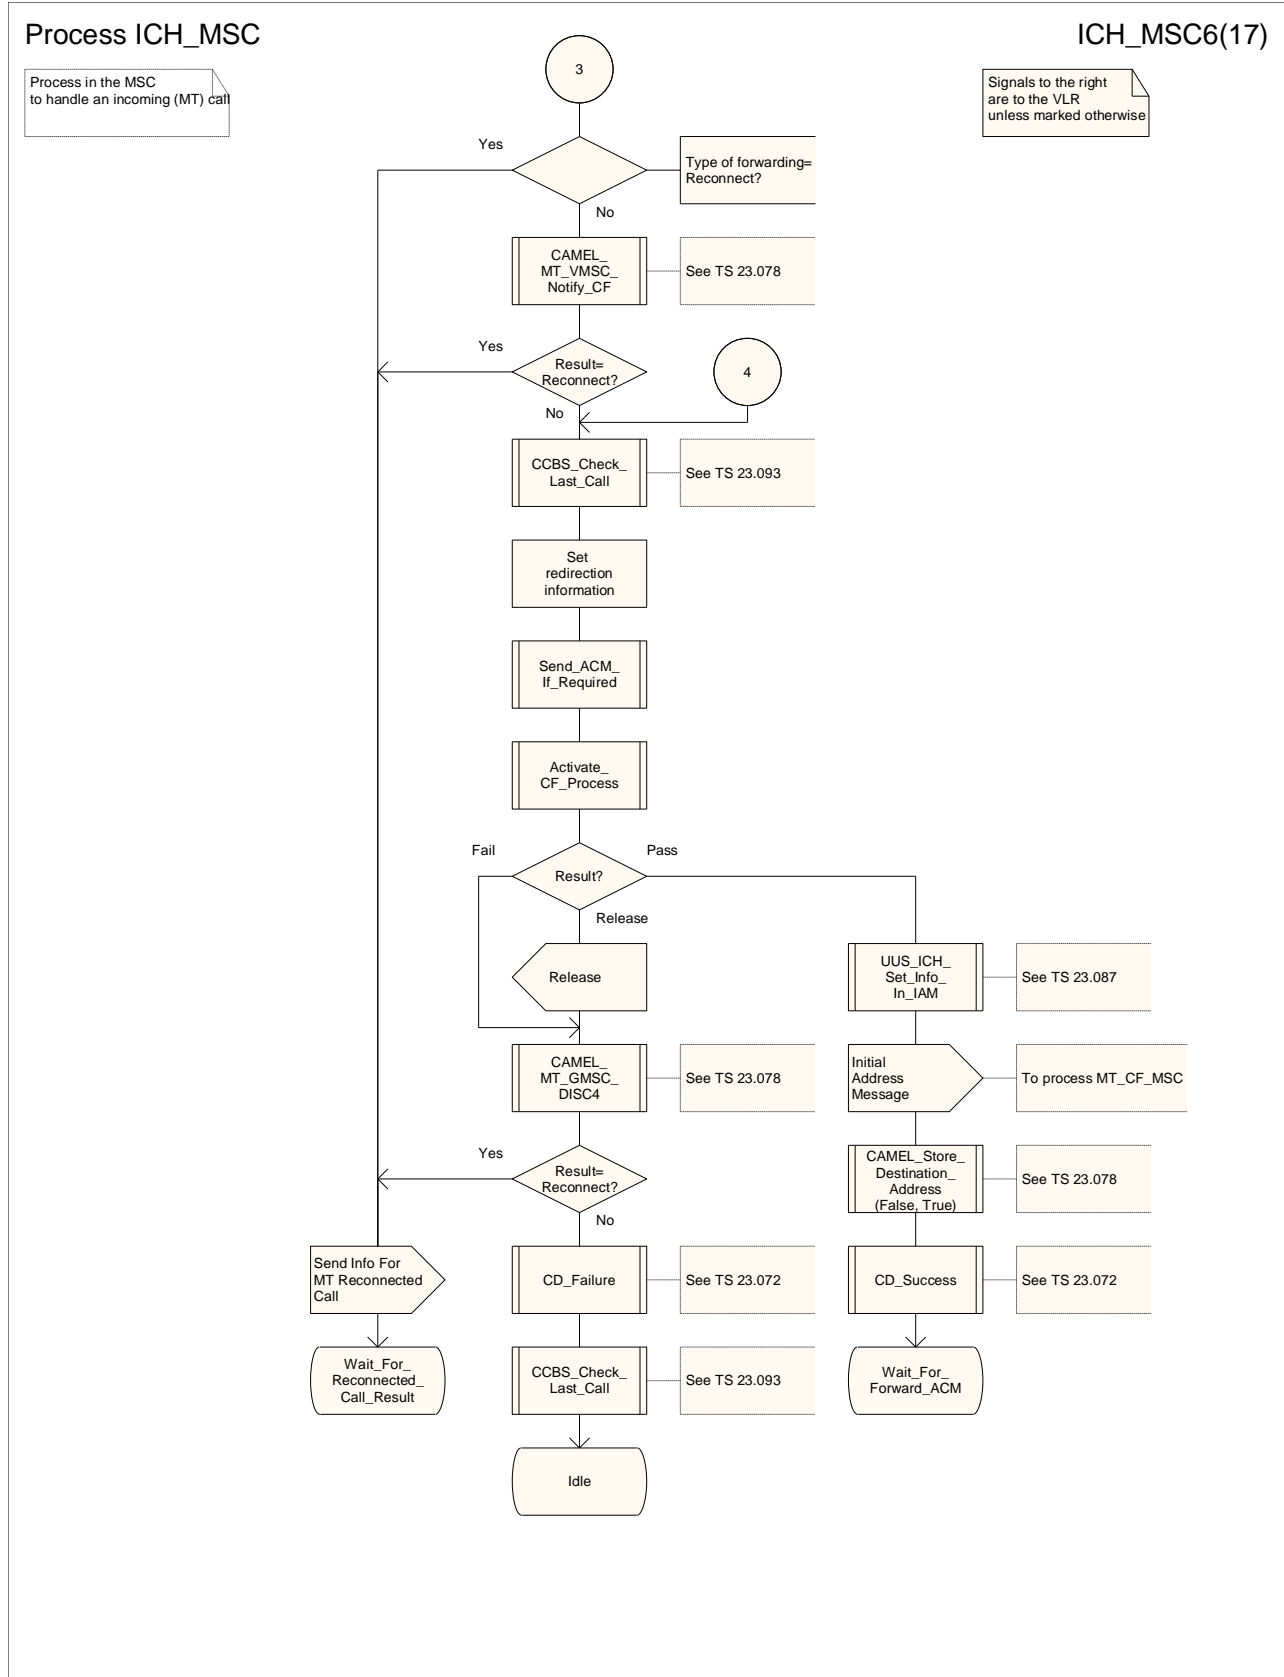 Process ICH_MSC
ICH_MSC6(17)
Process in the MSC
to handle an incoming (MT) call
Signals to the right
are to the VLR
unless marked otherwise
3
Yes
Type of forwarding=
Reconnect?
No
CAMEL_
MT_VMSC_
Notify_CF
See TS 23.078
Yes
Result=
Reconnect?
4
No
CCBS_Check_
Last_Call
See TS 23.093
Set
redirection
information
Send_ACM_
If_Required
Activate_
CF_Process
Fail
Pass
Result?
Release
Release
UUS_ICH_
Set_Info_
In_IAM
See TS 23.087
CAMEL_
MT_GMSC_
DISC4
See TS 23.078
Initial
Address
Message
To process MT_CF_MSC
Yes
Result=
Reconnect?
No
CAMEL_Store_
Destination_
Address
(False, True)
See TS 23.078
Send Info For
MT Reconnected
Call
CD_Failure
See TS 23.072
CD_Success
See TS 23.072
Wait_For_
Reconnected_
Call_Result
CCBS_Check_
Last_Call
See TS 23.093
Wait_For_
Forward_ACM
Idle